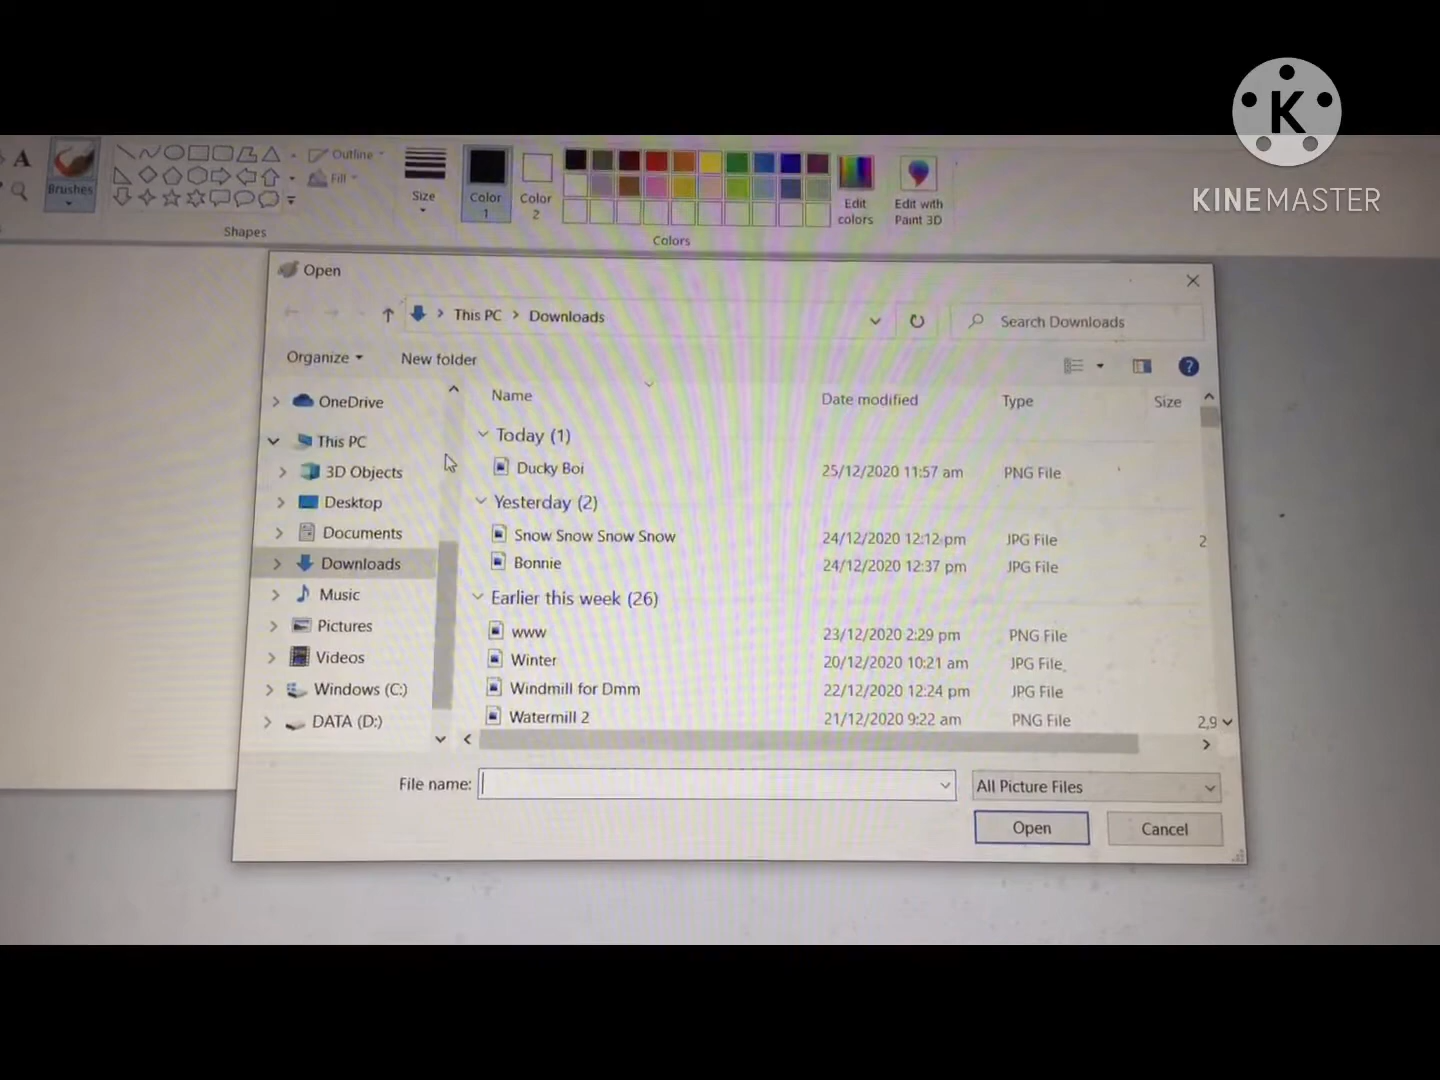 K
KINEMASTER
A
Brushes
Outline
Fill
Shapes
Size
Color 1
Color 2
Edit colors
Edit with Paint 3D
Colors
Open
This PC > Downloads
Search Downloads
Organize
New folder
OneDrive
This PC
3D Objects
Desktop
Documents
Downloads
Music
Pictures
Videos
Windows (C:)
DATA (D:)
Name Date modified Type Size
Today (1)
Ducky Boi 25/12/2020 11:57 am PNG File
Yesterday (2)
Snow Snow Snow Snow 24/12/2020 12:12 pm JPG File 2
Bonnie 24/12/2020 12:37 pm JPG File
Earlier this week (26)
www 23/12/2020 2:29 pm PNG File
Winter 20/12/2020 10:21 am JPG File
Windmill for Dmm 22/12/2020 12:24 pm JPG File
Watermill 2 21/12/2020 9:22 am PNG File 2,9
File name:
All Picture Files
Open Cancel